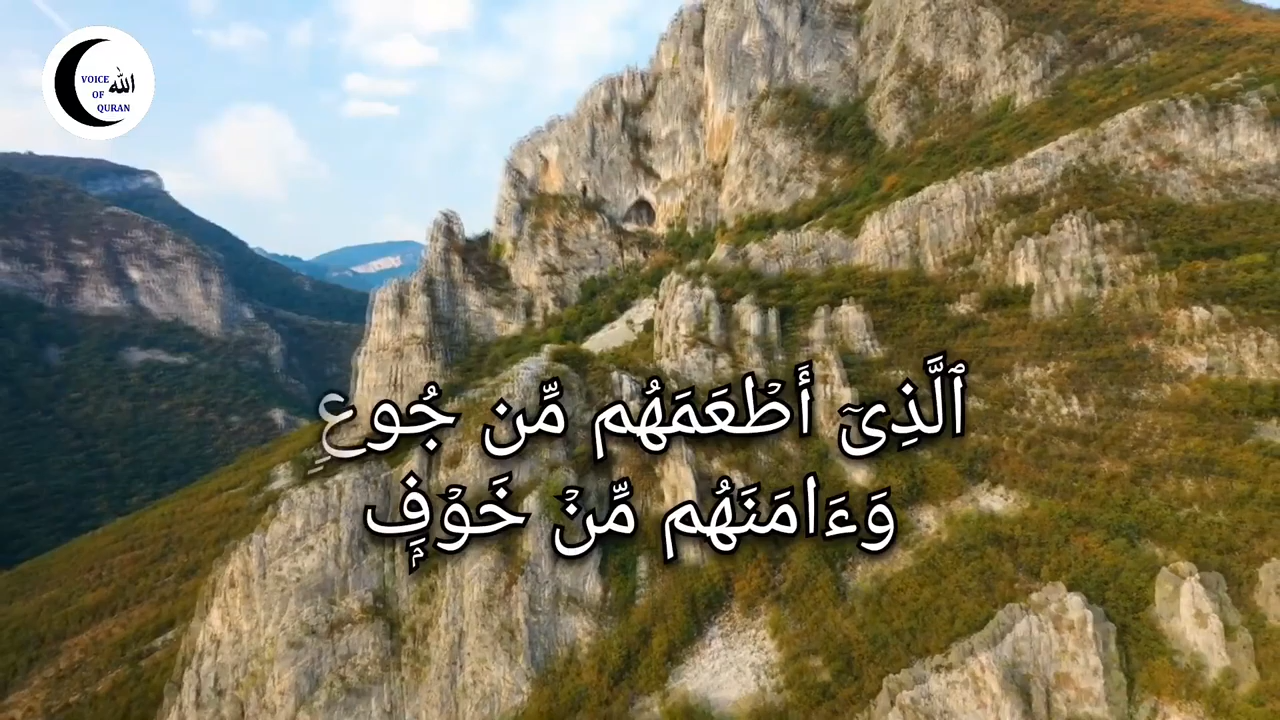 VOICE
OF
QURAN
الله
ٱلَّذِىٓ أَطْعَمَهُم مِّن جُوعٍ
وَءَامَنَهُم مِّنْ خَوْفٍۭ